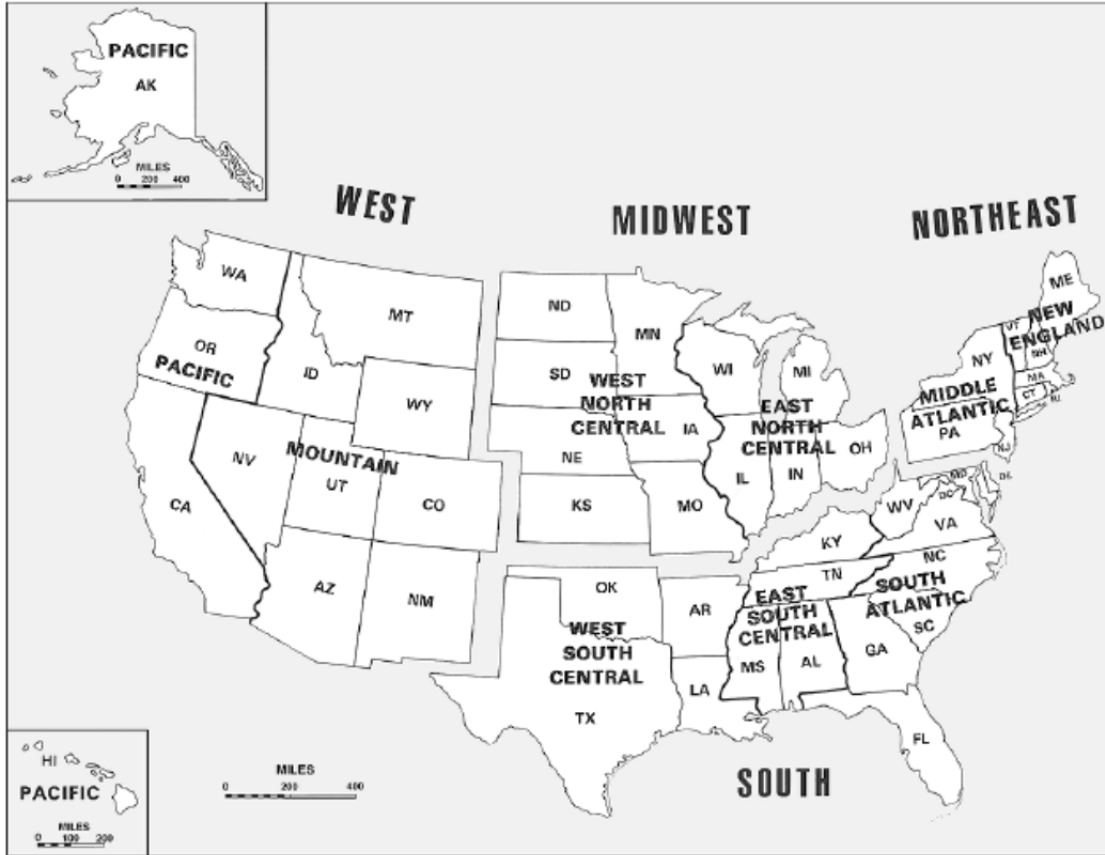 PACIFIC
AK
MILES
0 200 400
WEST
MIDWEST
NORTHEAST
WA
MT
ND
MN
ME
OR
PACIFIC
ID
WY
SD
WEST
NORTH
CENTRAL
WI
MI
EAST
NORTH
CENTRAL
VT
NEW
ENGLAND
NH
NY
MA
CT
RI
MIDDLE
ATLANTIC
PA
NJ
NV
MOUNTAIN
UT
CA
CO
NE
IA
KS
MO
IL
IN
OH
MD
DE
DC
WV
VA
KY
NC
TN
AZ
NM
OK
AR
EAST
SOUTH
CENTRAL
SOUTH
ATLANTIC
SC
WEST
SOUTH
CENTRAL
MS
AL
GA
LA
TX
FL
HI
PACIFIC
MILES
0 100 200
MILES
0 200 400
SOUTH